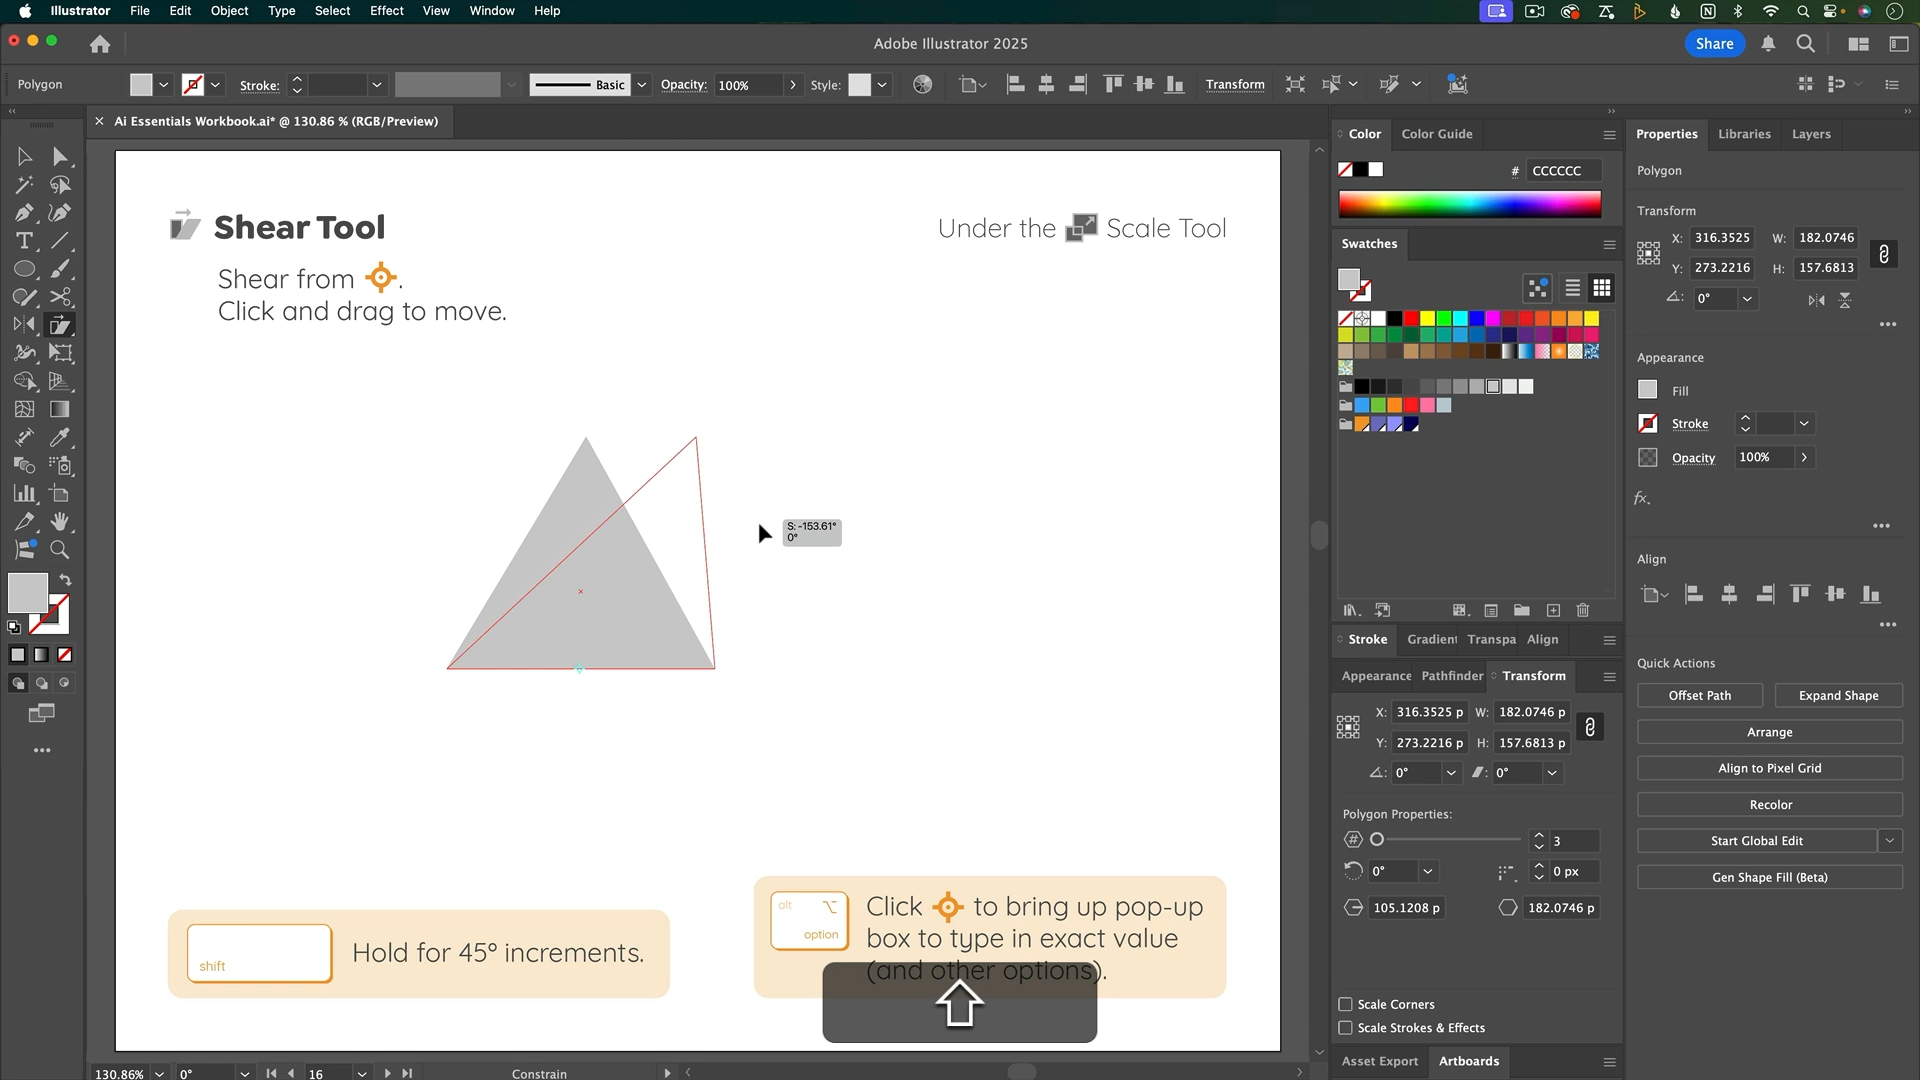 Illustrator File Edit Object Type Select Effect View Window Help
Adobe Illustrator 2025
Share
Polygon
Stroke:
Basic
Opacity:
100%
Style:
Transform
Ai Essentials Workbook.ai* @ 130.86 % (RGB/Preview)
Shear Tool
Under the Scale Tool
Shear from .
Click and drag to move.
S: -153.61°
0°
shift
Hold for 45º increments.
alt
option
Click to bring up pop-up
box to type in exact value
(and other options).
130.86%
0°
16
Constrain
Color
Color Guide
# CCCCCC
Swatches
Stroke
Gradient
Transpa
Align
Appearance
Pathfinder
Transform
X: 316.3525 p
W: 182.0746 p
Y: 273.2216 p
H: 157.6813 p
0°
0°
Polygon Properties:
3
0°
0 px
105.1208 p
182.0746 p
Scale Corners
Scale Strokes & Effects
Asset Export
Artboards
Properties
Libraries
Layers
Polygon
Transform
X: 316.3525
W: 182.0746
Y: 273.2216
H: 157.6813
0°
Appearance
Fill
Stroke
Opacity
100%
fx.
Align
Quick Actions
Offset Path
Expand Shape
Arrange
Align to Pixel Grid
Recolor
Start Global Edit
Gen Shape Fill (Beta)